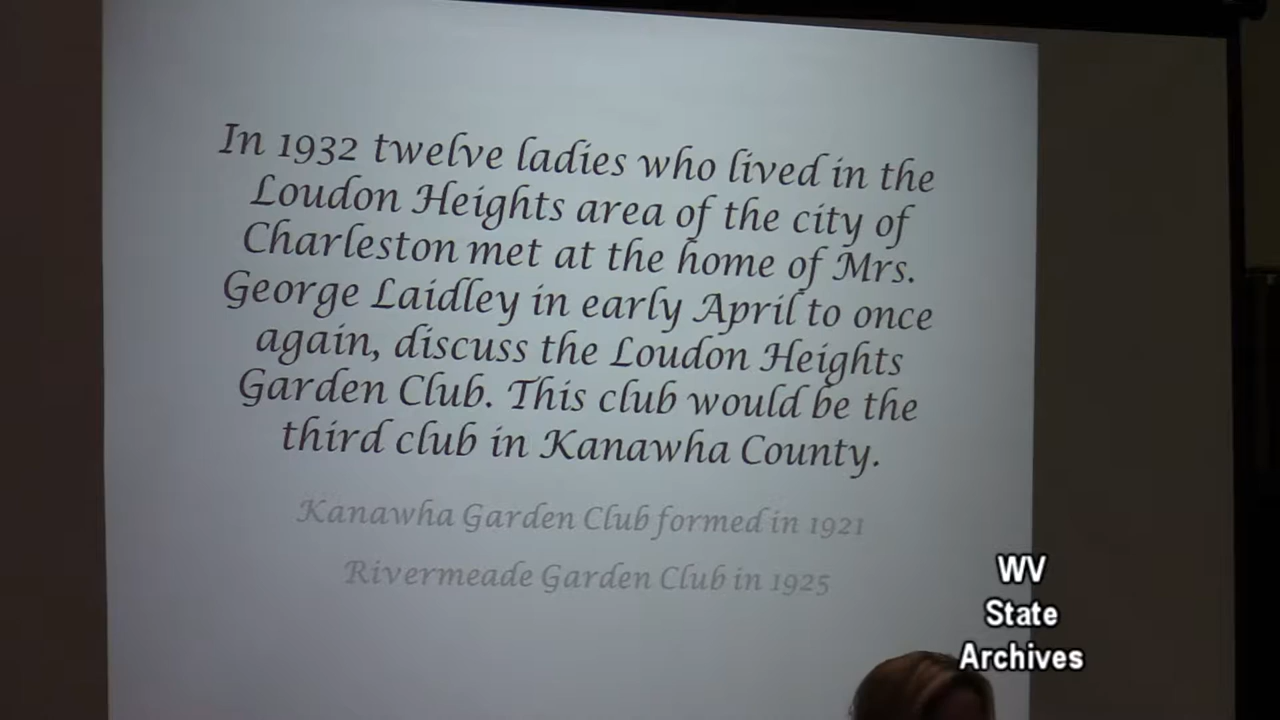 In 1932 twelve ladies who lived in the
Loudon Heights area of the city of
Charleston met at the home of Mrs.
George Laidley in early April to once
again, discuss the Loudon Heights
Garden Club. This club would be the
third club in Kanawha County.
Kanawha Garden Club formed in 1921
Rivermeade Garden Club in 1925
WV
State
Archives